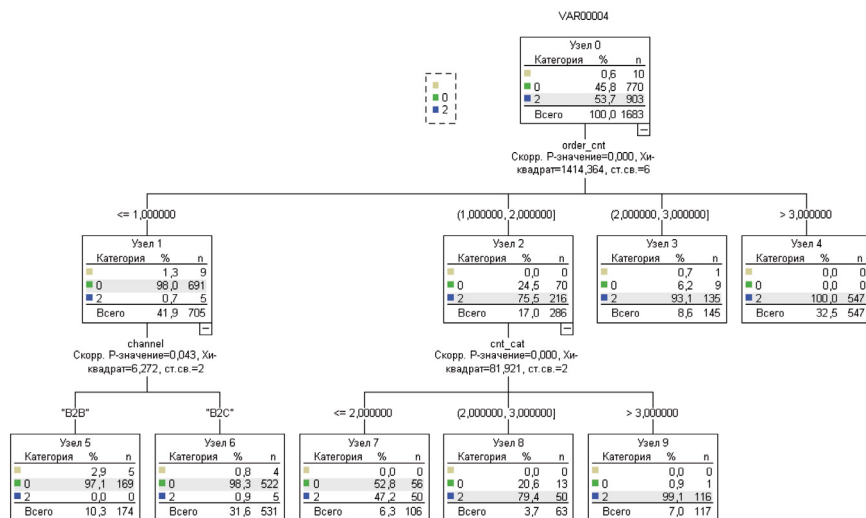 VAR00004
Узел 0
Категория % n
0,6 10
0 45,8 770
2 53,7 903
Всего 100,0 1683
0
2
order_cnt
Скорр. P-значение=0,000, Хи-
квадрат=1414,364, ст.св.=6
<= 1,000000
(1,000000, 2,000000]
(2,000000, 3,000000]
> 3,000000
Узел 1
Категория % n
1,3 9
0 98,0 691
2 0,7 5
Всего 41,9 705
Узел 2
Категория % n
0,0 0
0 24,5 70
2 75,5 216
Всего 17,0 286
Узел 3
Категория % n
0,7 1
0 6,2 9
2 93,1 135
Всего 8,6 145
Узел 4
Категория % n
0,0 0
0 0,0 0
2 100,0 547
Всего 32,5 547
channel
Скорр. P-значение=0,043, Хи-
квадрат=6,272, ст.св.=2
cnt_cat
Скорр. P-значение=0,000, Хи-
квадрат=81,921, ст.св.=2
"B2B"
"B2C"
<= 2,000000
(2,000000, 3,000000]
> 3,000000
Узел 5
Категория % n
2,9 5
0 97,1 169
2 0,0 0
Всего 10,3 174
Узел 6
Категория % n
0,8 4
0 98,3 522
2 0,9 5
Всего 31,6 531
Узел 7
Категория % n
0,0 0
0 52,8 56
2 47,2 50
Всего 6,3 106
Узел 8
Категория % n
0,0 0
0 20,6 13
2 79,4 50
Всего 3,7 63
Узел 9
Категория % n
0,0 0
0 0,9 1
2 99,1 116
Всего 7,0 117